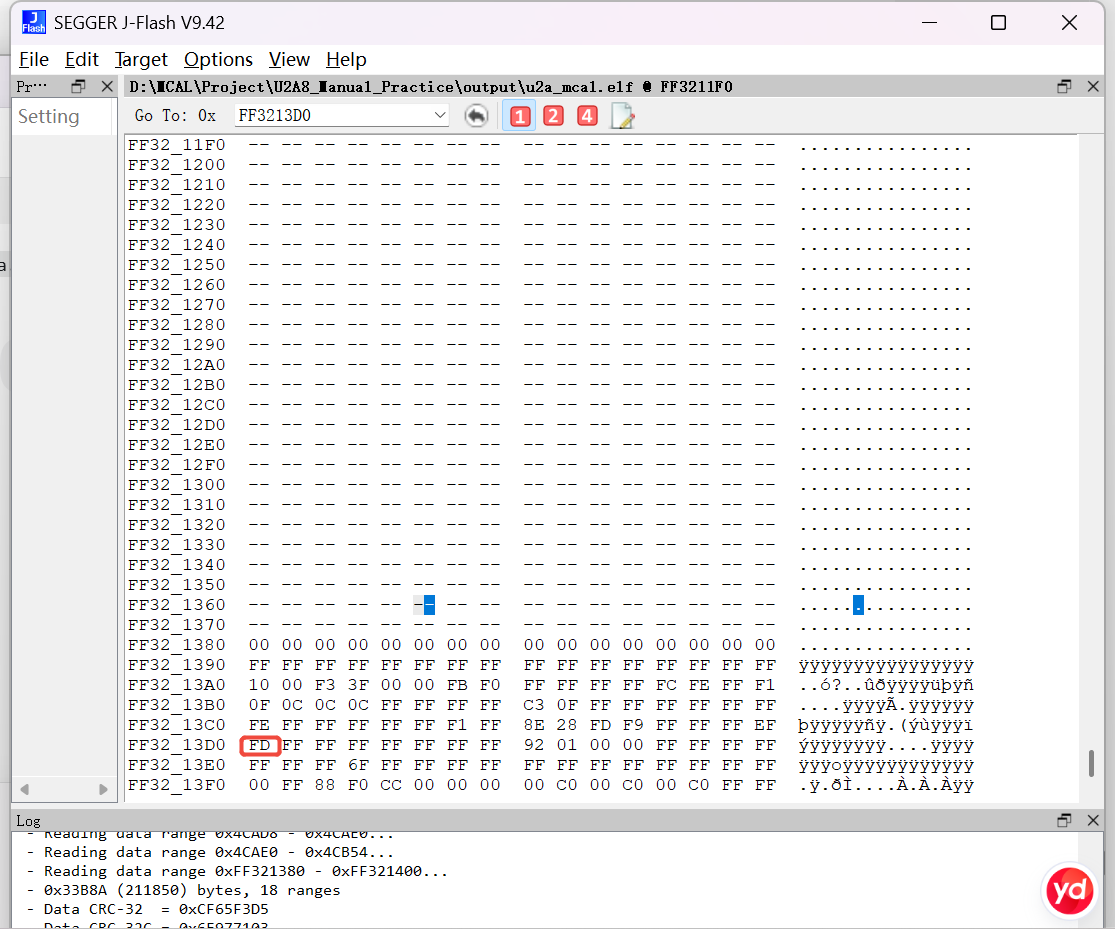 SEGGER J-Flash V9.42
File Edit Target Options View Help
Pr··· D:\MCAL\Project\U2A8_Manual_Practice\output\u2a_mcal.elf @ FF3211F0
Setting Go To: 0x FF3213D0 1 2 4
FF32_11F0 -- -- -- -- -- -- -- -- -- -- -- -- -- -- -- -- ................
FF32_1200 -- -- -- -- -- -- -- -- -- -- -- -- -- -- -- -- ................
FF32_1210 -- -- -- -- -- -- -- -- -- -- -- -- -- -- -- -- ................
FF32_1220 -- -- -- -- -- -- -- -- -- -- -- -- -- -- -- -- ................
FF32_1230 -- -- -- -- -- -- -- -- -- -- -- -- -- -- -- -- ................
FF32_1240 -- -- -- -- -- -- -- -- -- -- -- -- -- -- -- -- ................
FF32_1250 -- -- -- -- -- -- -- -- -- -- -- -- -- -- -- -- ................
FF32_1260 -- -- -- -- -- -- -- -- -- -- -- -- -- -- -- -- ................
FF32_1270 -- -- -- -- -- -- -- -- -- -- -- -- -- -- -- -- ................
FF32_1280 -- -- -- -- -- -- -- -- -- -- -- -- -- -- -- -- ................
FF32_1290 -- -- -- -- -- -- -- -- -- -- -- -- -- -- -- -- ................
FF32_12A0 -- -- -- -- -- -- -- -- -- -- -- -- -- -- -- -- ................
FF32_12B0 -- -- -- -- -- -- -- -- -- -- -- -- -- -- -- -- ................
FF32_12C0 -- -- -- -- -- -- -- -- -- -- -- -- -- -- -- -- ................
FF32_12D0 -- -- -- -- -- -- -- -- -- -- -- -- -- -- -- -- ................
FF32_12E0 -- -- -- -- -- -- -- -- -- -- -- -- -- -- -- -- ................
FF32_12F0 -- -- -- -- -- -- -- -- -- -- -- -- -- -- -- -- ................
FF32_1300 -- -- -- -- -- -- -- -- -- -- -- -- -- -- -- -- ................
FF32_1310 -- -- -- -- -- -- -- -- -- -- -- -- -- -- -- -- ................
FF32_1320 -- -- -- -- -- -- -- -- -- -- -- -- -- -- -- -- ................
FF32_1330 -- -- -- -- -- -- -- -- -- -- -- -- -- -- -- -- ................
FF32_1340 -- -- -- -- -- -- -- -- -- -- -- -- -- -- -- -- ................
FF32_1350 -- -- -- -- -- -- -- -- -- -- -- -- -- -- -- -- ................
FF32_1360 -- -- -- -- -- -- -- -- -- -- -- -- -- -- -- -- ................
FF32_1370 -- -- -- -- -- -- -- -- -- -- -- -- -- -- -- -- ................
FF32_1380 00 00 00 00 00 00 00 00 00 00 00 00 00 00 00 00 ................
FF32_1390 FF FF FF FF FF FF FF FF FF FF FF FF FF FF FF FF ÿÿÿÿÿÿÿÿÿÿÿÿÿÿÿÿ
FF32_13A0 10 00 F3 3F 00 00 FB F0 FF FF FF FF FC FE FF F1 ..ó?..ûðÿÿÿÿüþÿñ
FF32_13B0 0F 0C 0C 0C FF FF FF FF C3 0F FF FF FF FF FF FF ....ÿÿÿÿÃ.ÿÿÿÿÿÿ
FF32_13C0 FE FF FF FF FF FF F1 FF 8E 28 FD F9 FF FF FF EF þÿÿÿÿÿñÿ.(ýùÿÿÿï
FF32_13D0 FD FF FF FF FF FF FF FF 92 01 00 00 FF FF FF FF ýÿÿÿÿÿÿÿ....ÿÿÿÿ
FF32_13E0 FF FF FF 6F FF FF FF FF FF FF FF FF FF FF FF FF ÿÿÿoÿÿÿÿÿÿÿÿÿÿÿÿ
FF32_13F0 00 FF 88 F0 CC 00 00 00 00 C0 00 C0 00 C0 FF FF .ÿ.ðÌ....À.À.Àÿÿ
Log
- Reading data range 0x4CAD8 - 0x4CAE0...
- Reading data range 0x4CAE0 - 0x4CB54...
- Reading data range 0xFF321380 - 0xFF321400...
- 0x33B8A (211850) bytes, 18 ranges
- Data CRC-32 = 0xCF65F3D5
yd